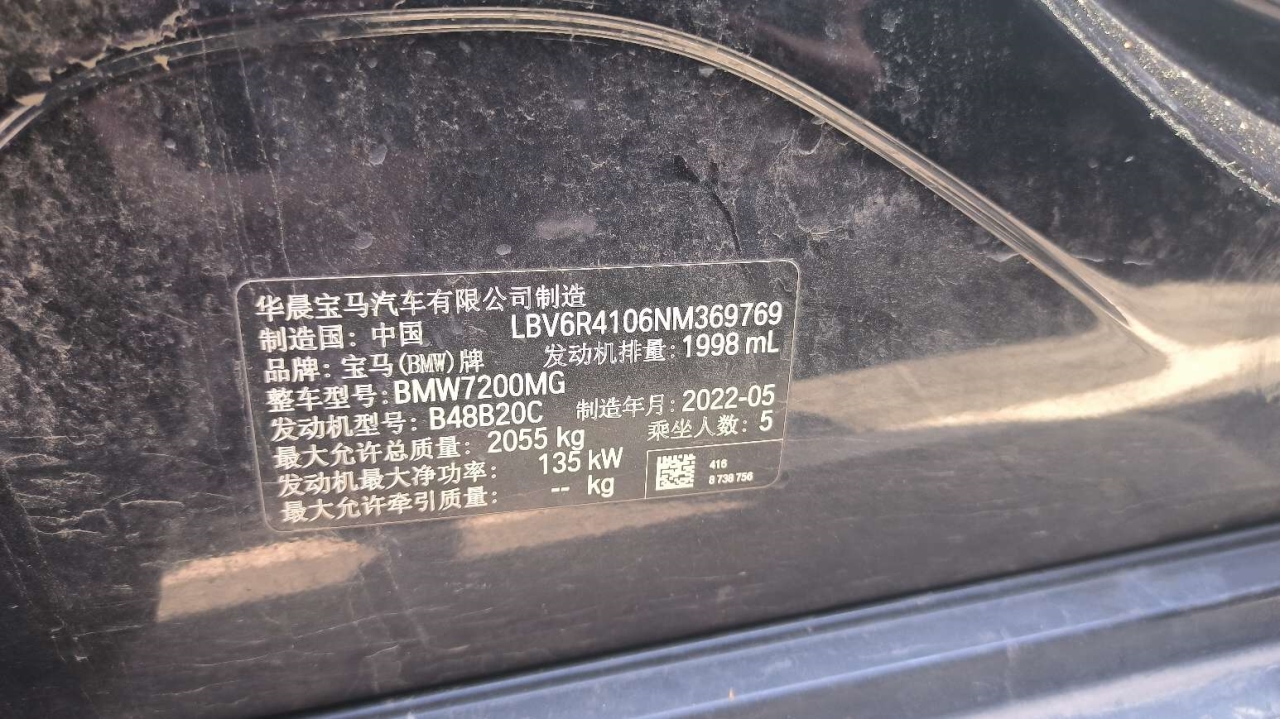 华晨宝马汽车有限公司制造
制造国：中国 LBV6R4106NM369769
品牌：宝马(BMW)牌 发动机排量：1998 mL
整车型号：BMW7200MG
发动机型号：B48B20C 制造年月：2022-05
最大允许总质量：2055 kg 乘坐人数：5
发动机最大净功率：135 kW
最大允许牵引质量：-- kg
416
8 738 756